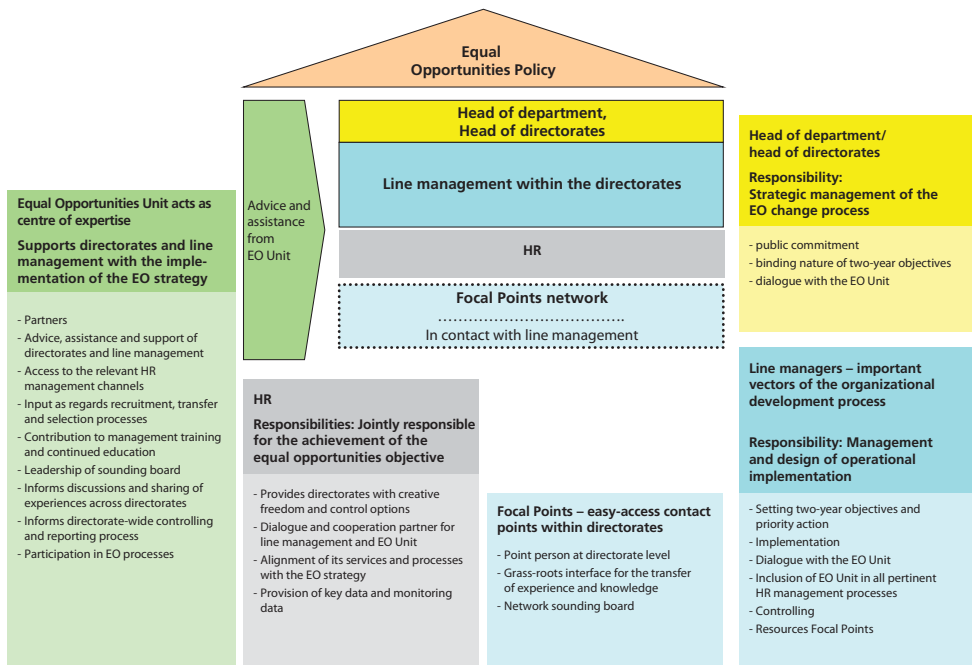 Equal
Opportunities Policy
Head of department,
Head of directorates
Line management within the directorates
HR
Focal Points network
......................................
In contact with line management
Advice and
assistance
from
EO Unit
Equal Opportunities Unit acts as
centre of expertise
Supports directorates and line
management with the imple-
mentation of the EO strategy
- Partners
- Advice, assistance and support of
directorates and line management
- Access to the relevant HR
management channels
- Input as regards recruitment, transfer
and selection processes
- Contribution to management training
and continued education
- Leadership of sounding board
- Informs discussions and sharing of
experiences across directorates
- Informs directorate-wide controlling
and reporting process
- Participation in EO processes
HR
Responsibilities: Jointly responsible
for the achievement of the
equal opportunities objective
- Provides directorates with creative
freedom and control options
- Dialogue and cooperation partner for
line management and EO Unit
- Alignment of its services and processes
with the EO strategy
- Provision of key data and monitoring
data
Focal Points – easy-access contact
points within directorates
- Point person at directorate level
- Grass-roots interface for the transfer
of experience and knowledge
- Network sounding board
Head of department/
head of directorates
Responsibility:
Strategic management of the
EO change process
- public commitment
- binding nature of two-year objectives
- dialogue with the EO Unit
Line managers – important
vectors of the organizational
development process
Responsibility: Management
and design of operational
implementation
- Setting two-year objectives and
priority action
- Implementation
- Dialogue with the EO Unit
- Inclusion of EO Unit in all pertinent
HR management processes
- Controlling
- Resources Focal Points